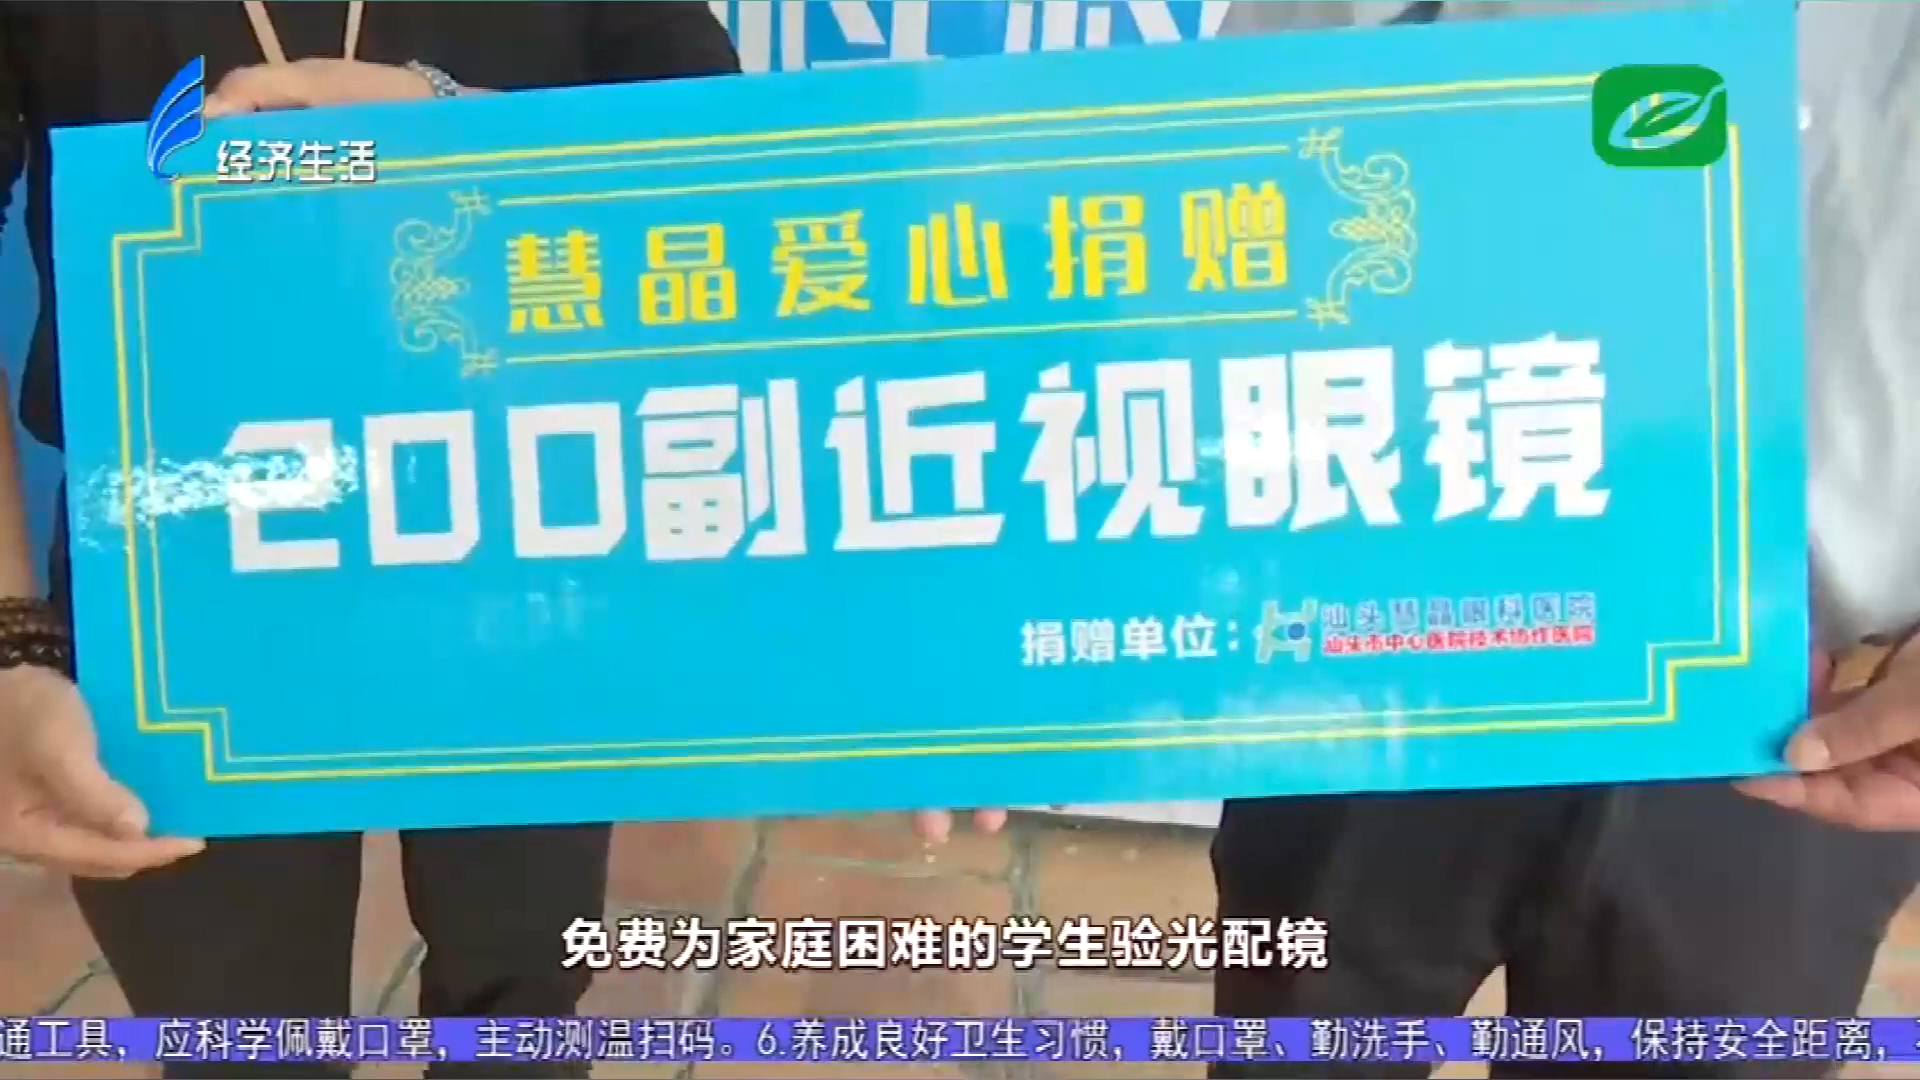 经济生活
慧晶爱心捐赠
200副近视眼镜
捐赠单位：
汕头慧晶眼科医院
汕头市中心医院技术协作医院
免费为家庭困难的学生验光配镜
通工具，应科学佩戴口罩，主动测温扫码。6.养成良好卫生习惯，戴口罩、勤洗手、勤通风，保持安全距离，